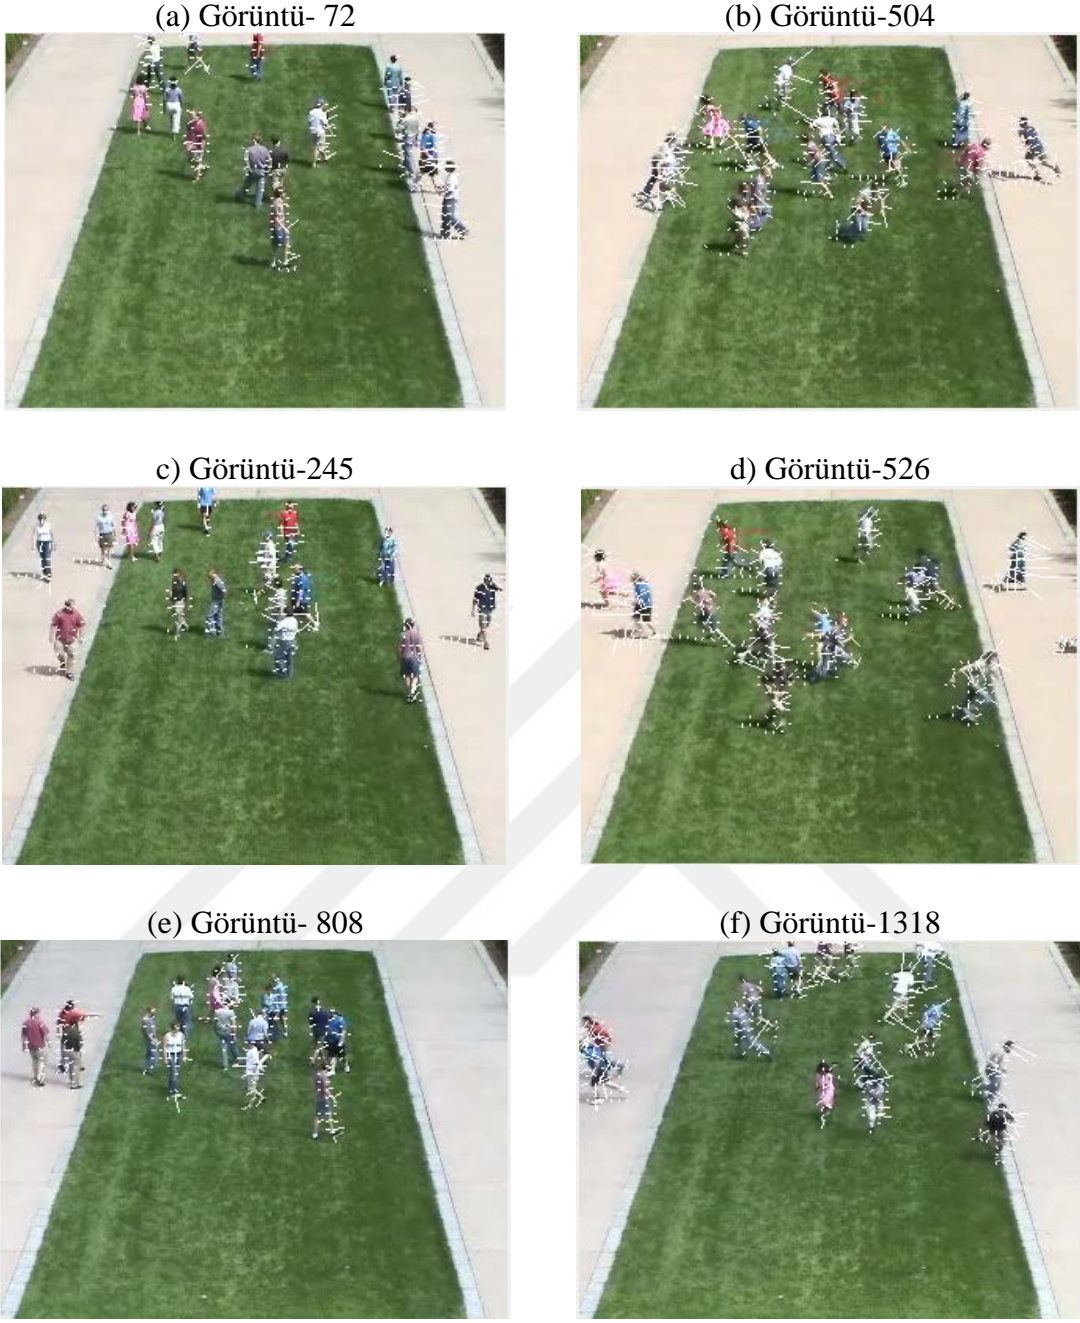 (a) Görüntü- 72
(b) Görüntü-504
c) Görüntü-245
d) Görüntü-526
(e) Görüntü- 808
(f) Görüntü-1318